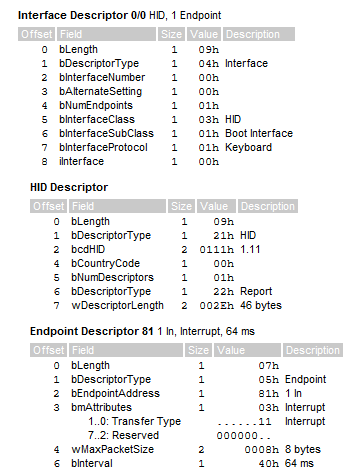 Interface Descriptor 0/0 HID, 1 Endpoint
Offset Field Size Value Description
0 bLength 1 09h
1 bDescriptorType 1 04h Interface
2 bInterfaceNumber 1 00h
3 bAlternateSetting 1 00h
4 bNumEndpoints 1 01h
5 bInterfaceClass 1 03h HID
6 bInterfaceSubClass 1 01h Boot Interface
7 bInterfaceProtocol 1 01h Keyboard
8 iInterface 1 00h
HID Descriptor
Offset Field Size Value Description
0 bLength 1 09h
1 bDescriptorType 1 21h HID
2 bcdHID 2 0111h 1.11
4 bCountryCode 1 00h
5 bNumDescriptors 1 01h
6 bDescriptorType 1 22h Report
7 wDescriptorLength 2 002Eh 46 bytes
Endpoint Descriptor 81 1 In, Interrupt, 64 ms
Offset Field Size Value Description
0 bLength 1 07h
1 bDescriptorType 1 05h Endpoint
2 bEndpointAddress 1 81h 1 In
3 bmAttributes 1 03h Interrupt
1..0: Transfer Type ......11 Interrupt
7..2: Reserved 000000..
4 wMaxPacketSize 2 0008h 8 bytes
6 bInterval 1 40h 64 ms